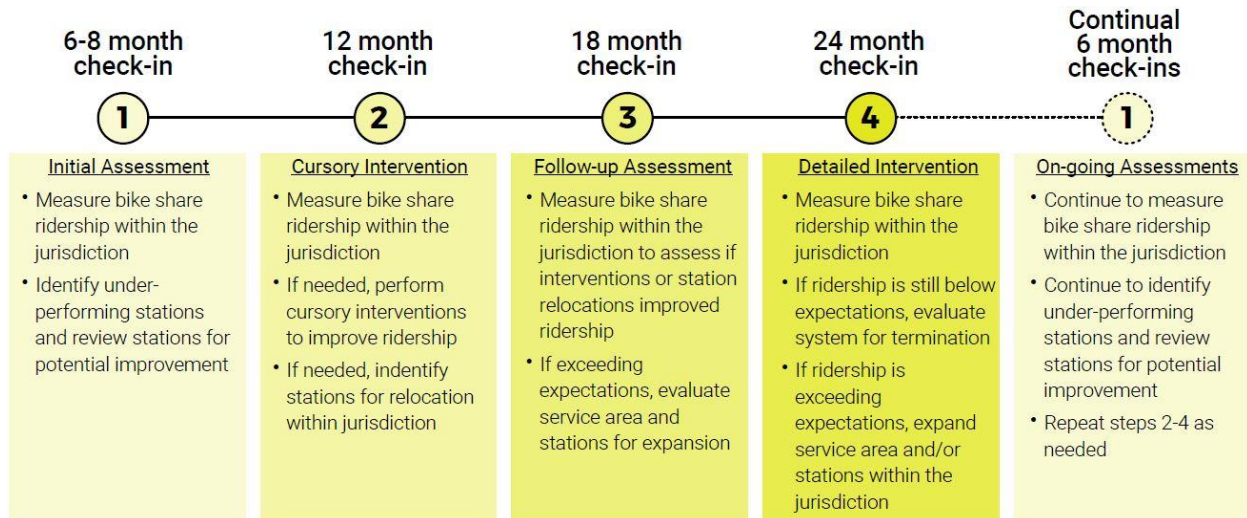 6-8 month
check-in
12 month
check-in
18 month
check-in
24 month
check-in
Continual
6 month
check-ins
1
2
3
4
1
Initial Assessment
• Measure bike share
ridership within the
jurisdiction
• Identify under-
performing stations
and review stations for
potential improvement
Cursory Intervention
• Measure bike share
ridership within the
jurisdiction
• If needed, perform
cursory interventions
to improve ridership
• If needed, indentify
stations for relocation
within jurisdiction
Follow-up Assessment
• Measure bike share
ridership within the
jurisdiction to assess if
interventions or station
relocations improved
ridership
• If exceeding
expectations, evaluate
service area and
stations for expansion
Detailed Intervention
• Measure bike share
ridership within the
jurisdiction
• If ridership is still below
expectations, evaluate
system for termination
• If ridership is
exceeding
expectations, expand
service area and/or
stations within the
jurisdiction
On-going Assessments
• Continue to measure
bike share ridership
within the jurisdiction
• Continue to identify
under-performing
stations and review
stations for potential
improvement
• Repeat steps 2-4 as
needed